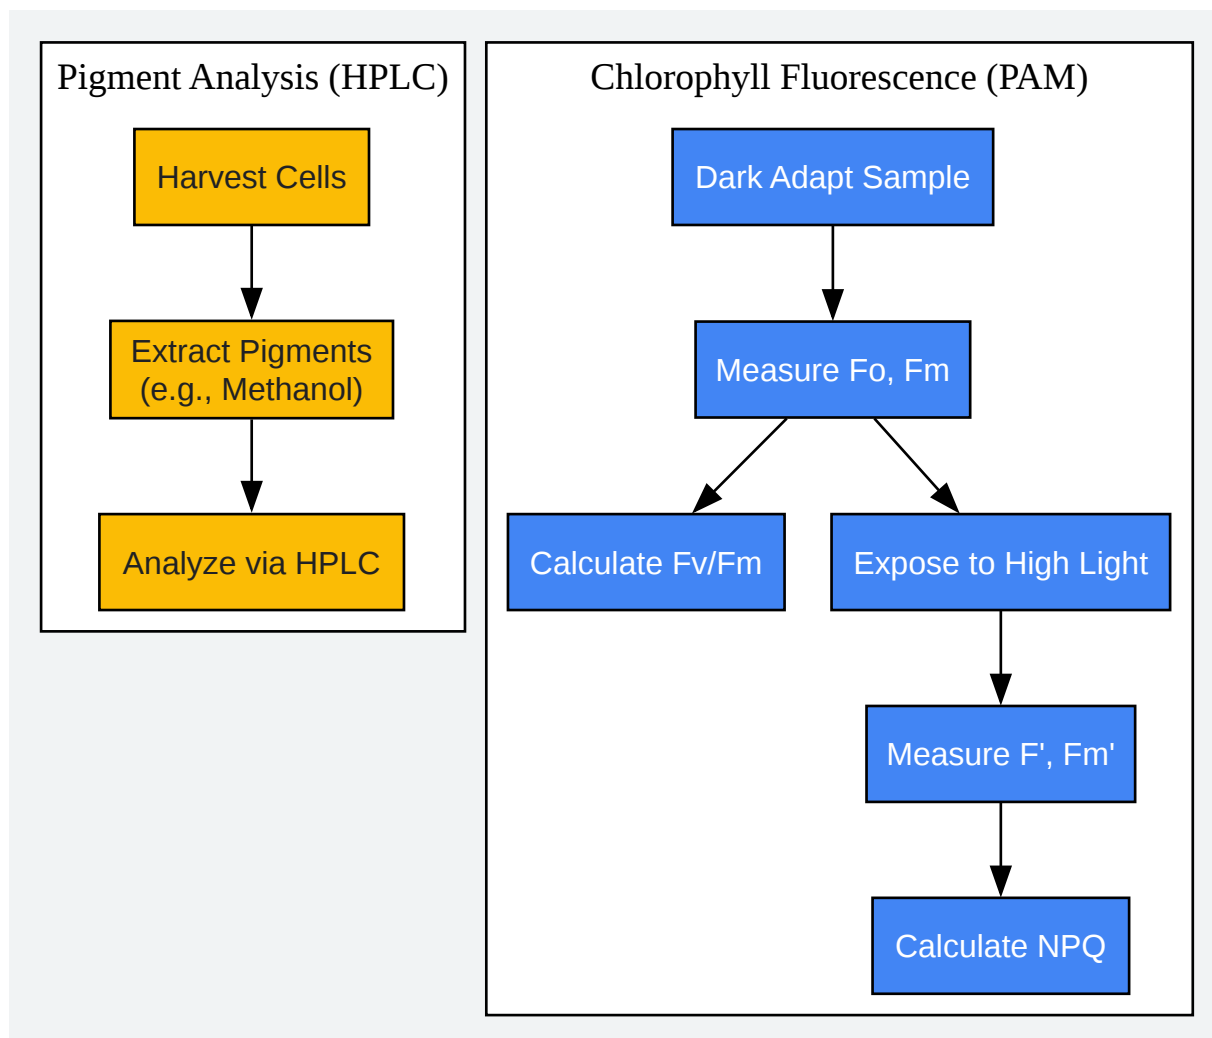 Pigment Analysis (HPLC)
Harvest Cells
Extract Pigments
(e.g., Methanol)
Analyze via HPLC
Chlorophyll Fluorescence (PAM)
Dark Adapt Sample
Measure Fo, Fm
Calculate Fv/Fm
Expose to High Light
Measure F', Fm'
Calculate NPQ